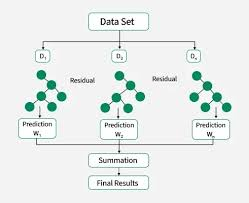 Data Set
D1 D2 Dn
Residual Residual
Prediction W1 Prediction W2 Prediction Wn
Summation
Final Results